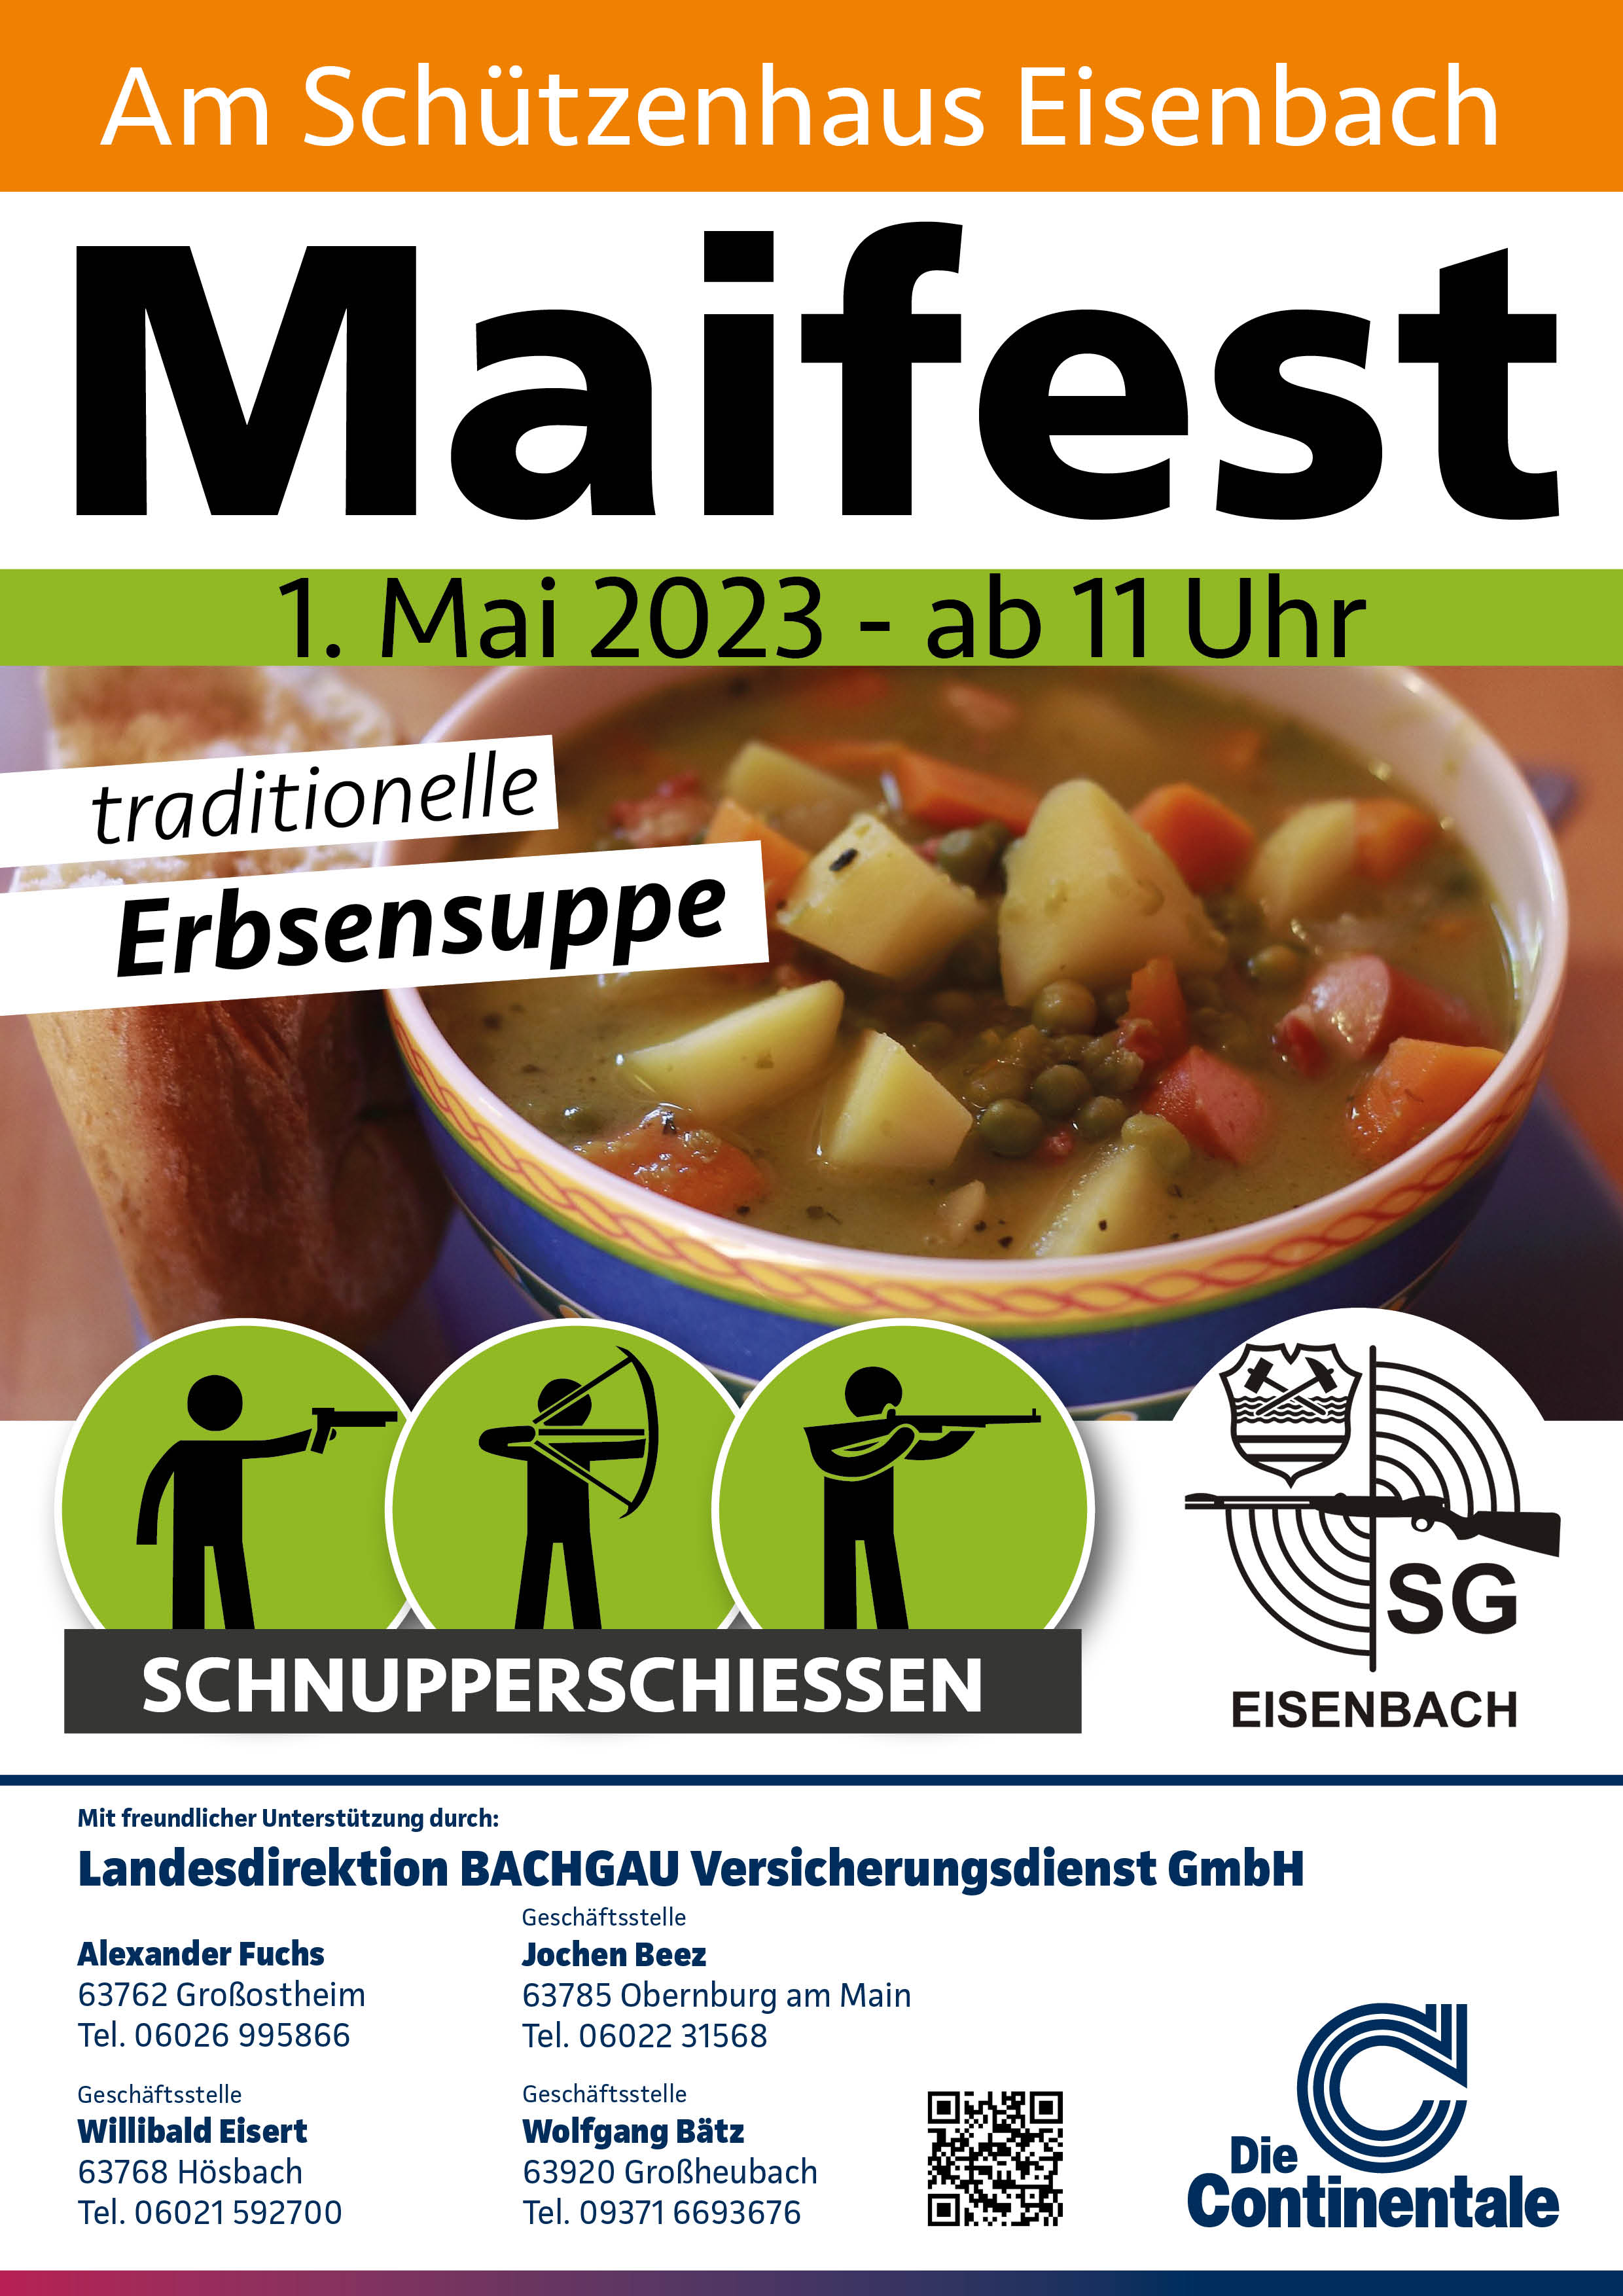 Am Schützenhaus Eisenbach
Maifest
1. Mai 2023 - ab 11 Uhr
traditionelle
Erbsensuppe
SCHNUPPERSCHIESSEN
SG
EISENBACH
Mit freundlicher Unterstützung durch:
Landesdirektion BACHGAU Versicherungsdienst GmbH
Alexander Fuchs
63762 Großostheim
Tel. 06026 995866
Geschäftsstelle
Jochen Beez
63785 Obernburg am Main
Tel. 06022 31568
Geschäftsstelle
Willibald Eisert
63768 Hösbach
Tel. 06021 592700
Geschäftsstelle
Wolfgang Bätz
63920 Großheubach
Tel. 09371 6693676
Die
Continentale